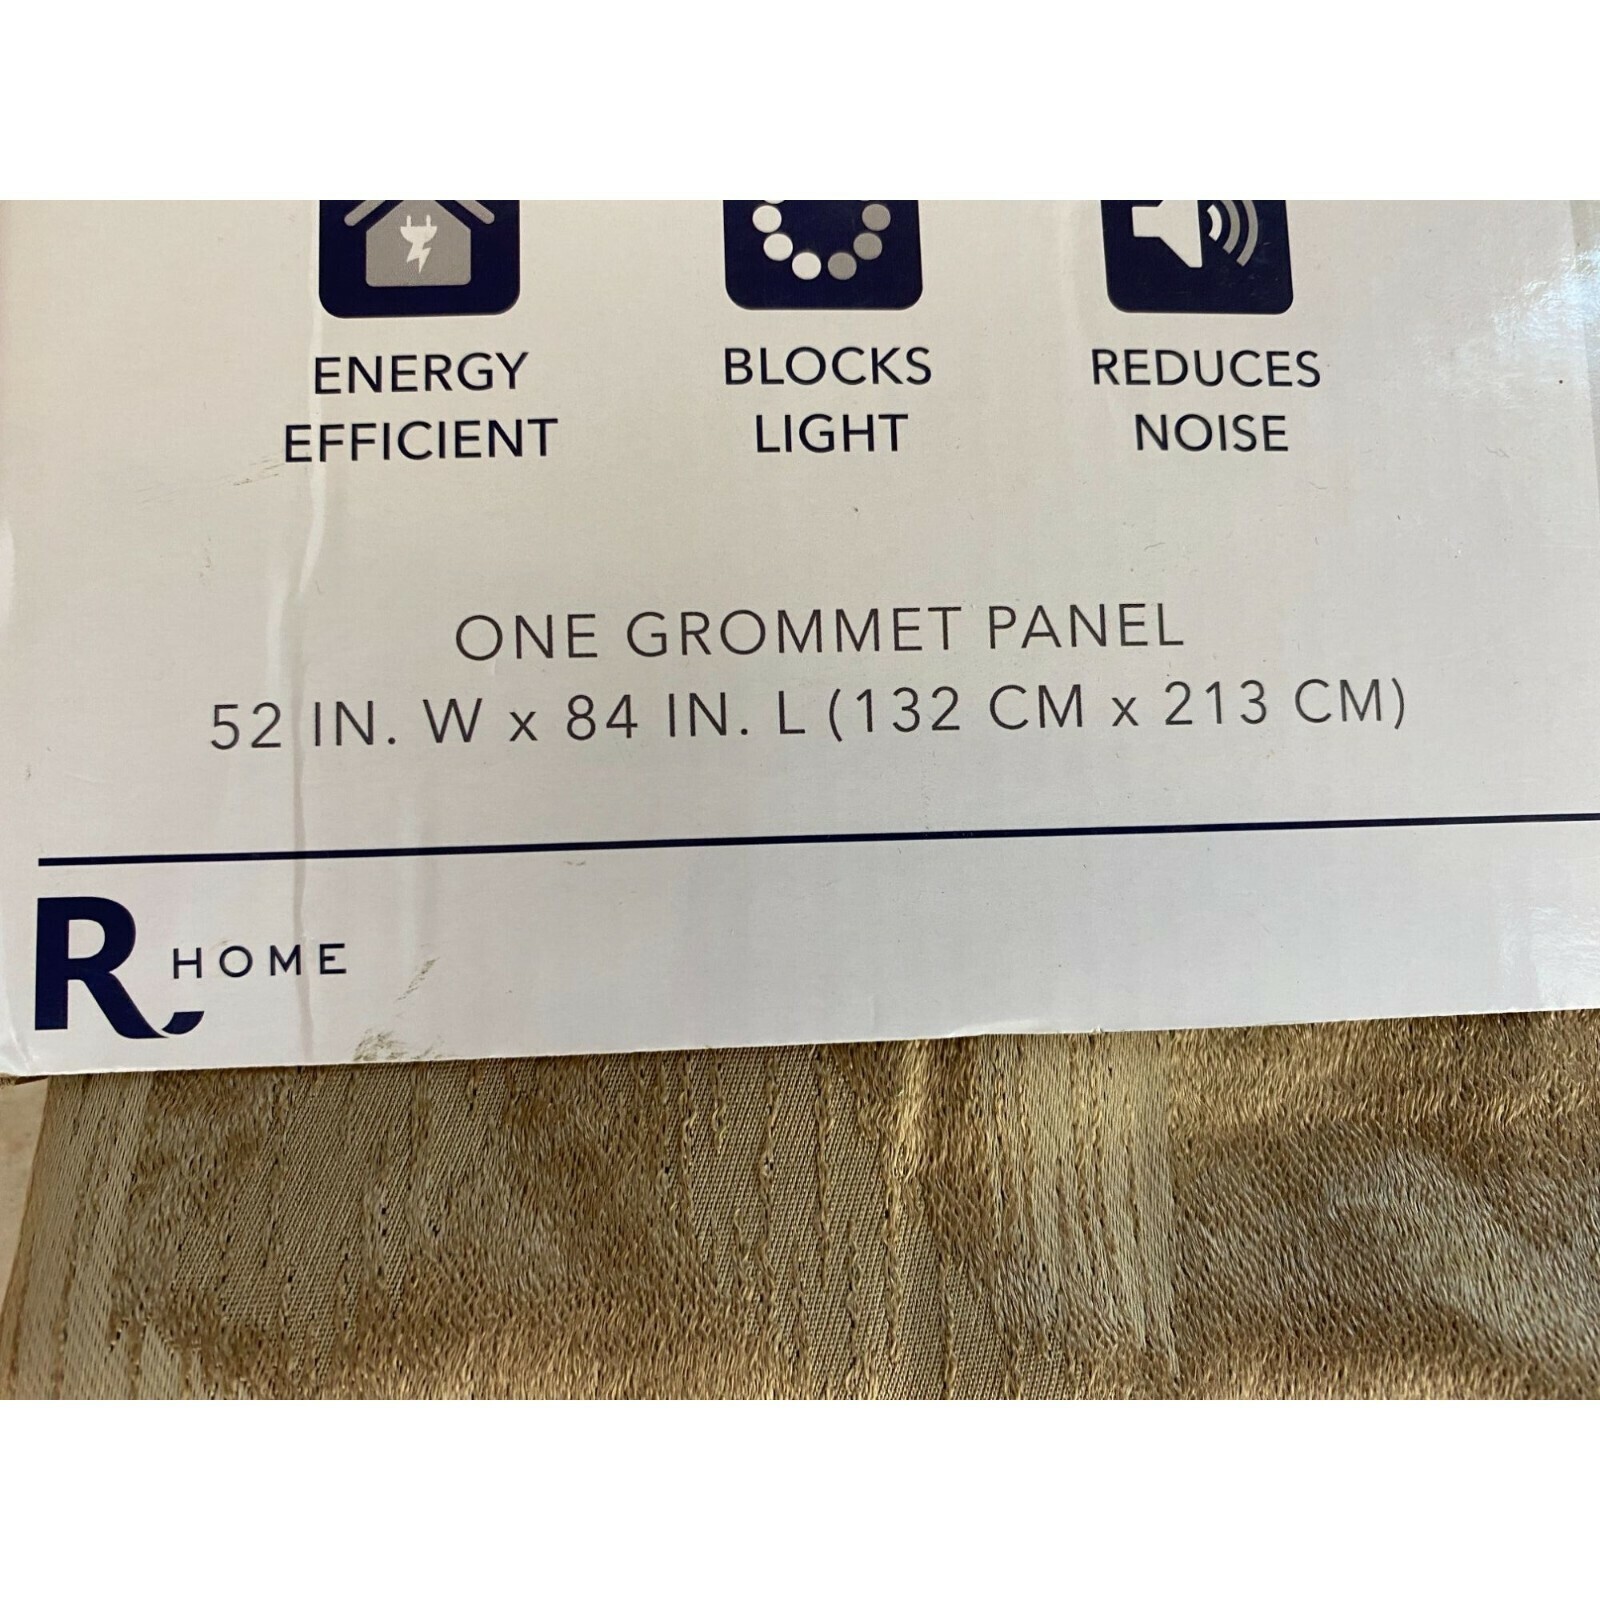 ENERGY
EFFICIENT
BLOCKS
LIGHT
REDUCES
NOISE
ONE GROMMET PANEL
52 IN. W x 84 IN. L (132 CM x 213 CM)
R HOME